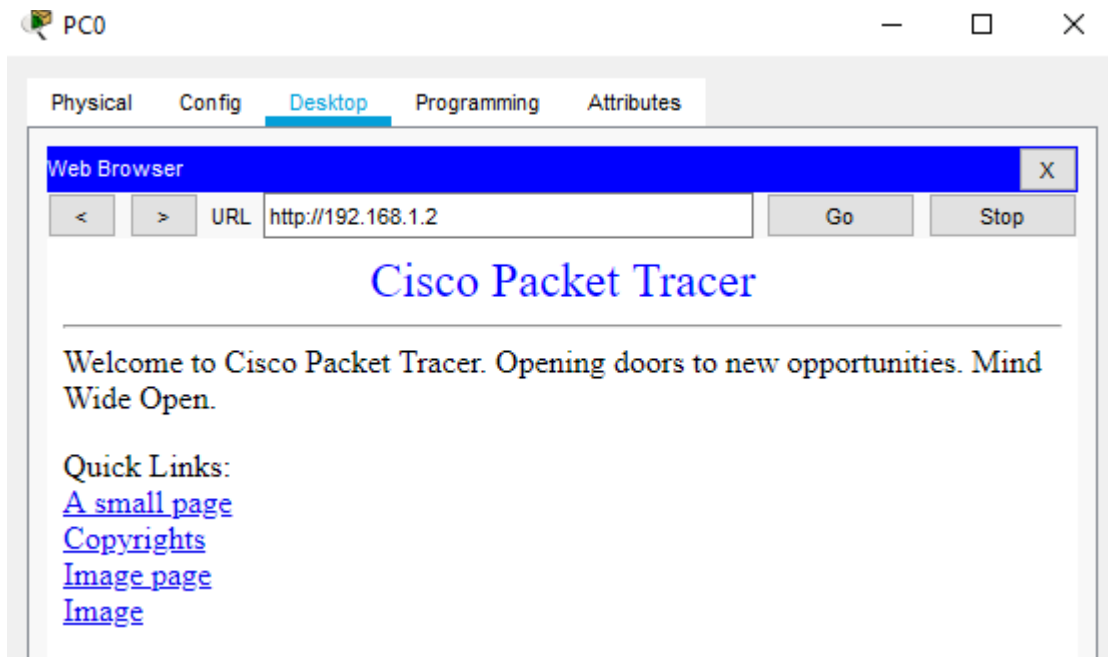 PC0
Physical Config Desktop Programming Attributes
Web Browser X
< > URL http://192.168.1.2 Go Stop
Cisco Packet Tracer
Welcome to Cisco Packet Tracer. Opening doors to new opportunities. Mind
Wide Open.
Quick Links:
A small page
Copyrights
Image page
Image